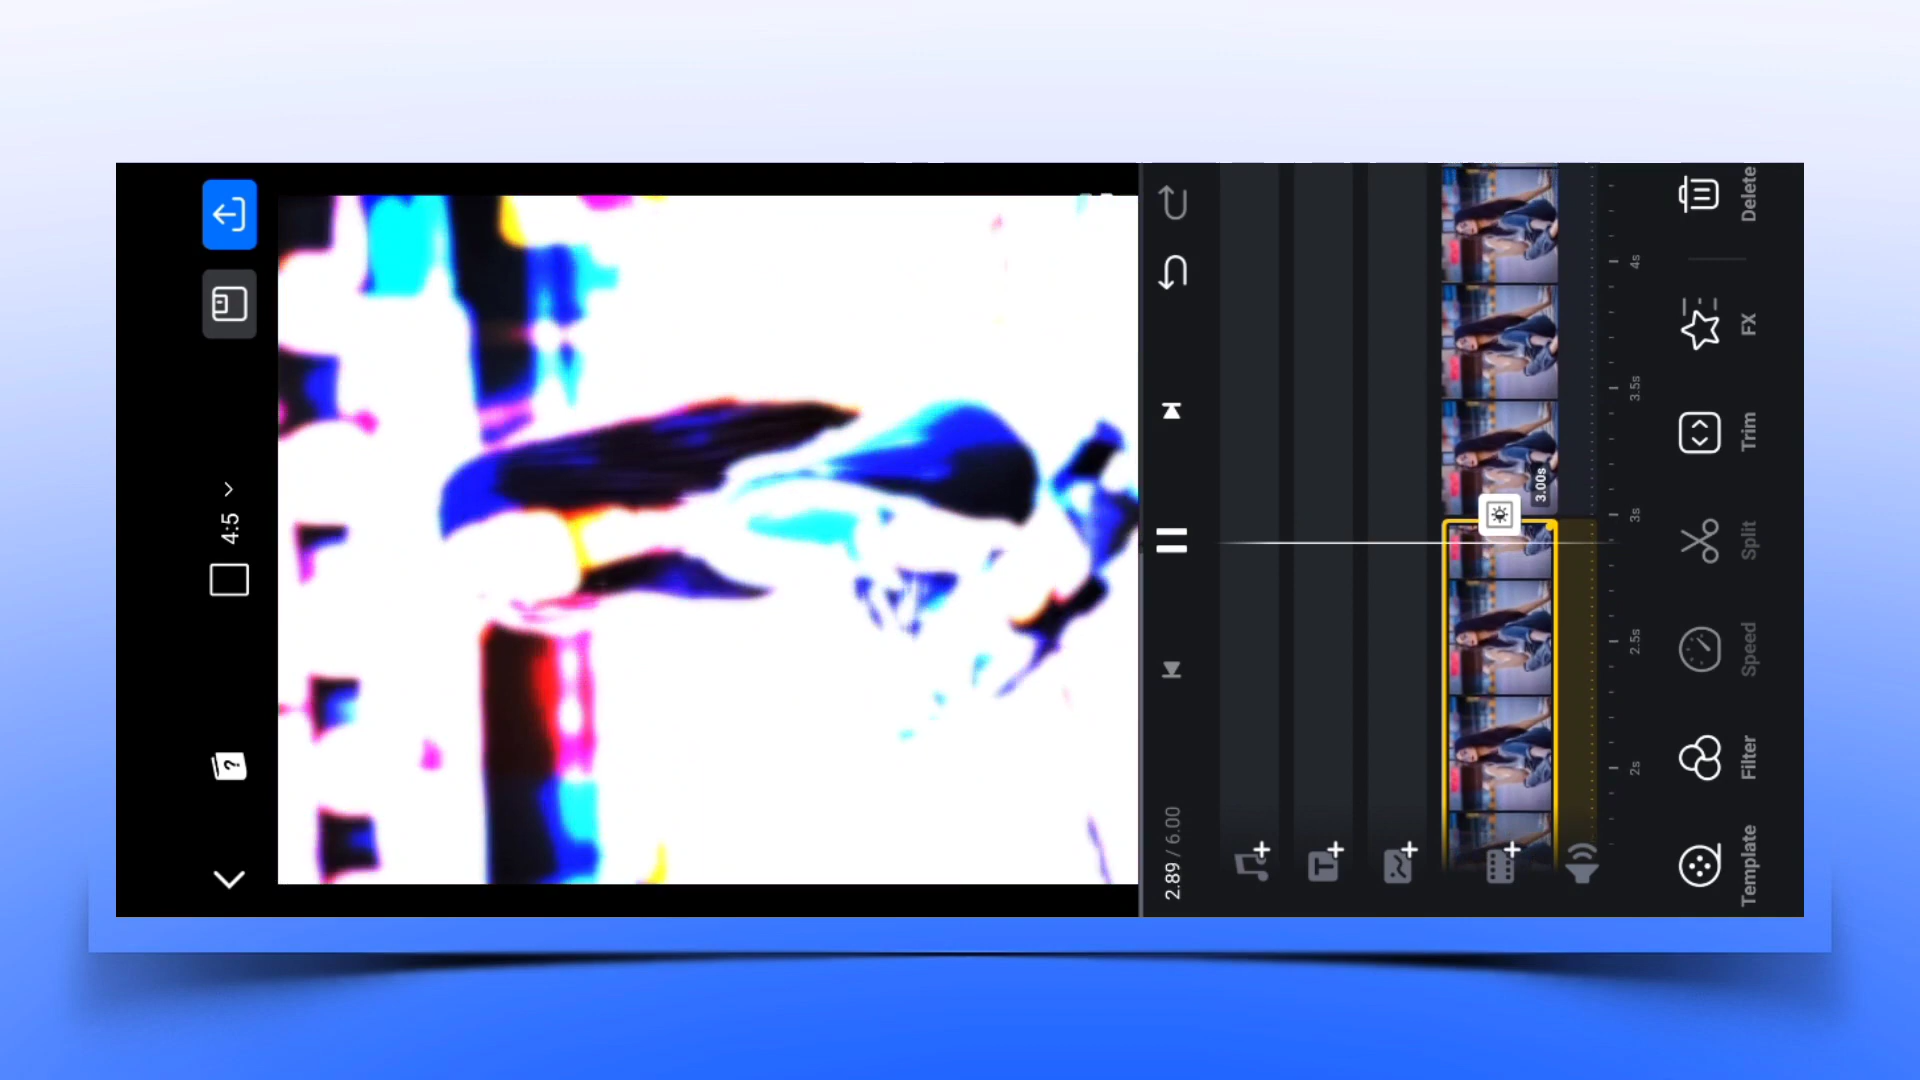 4:5
?
2.89 / 6.00
3.00s
2s
2.5s
3s
3.5s
4s
Template
Filter
Speed
Split
Trim
FX
Delete